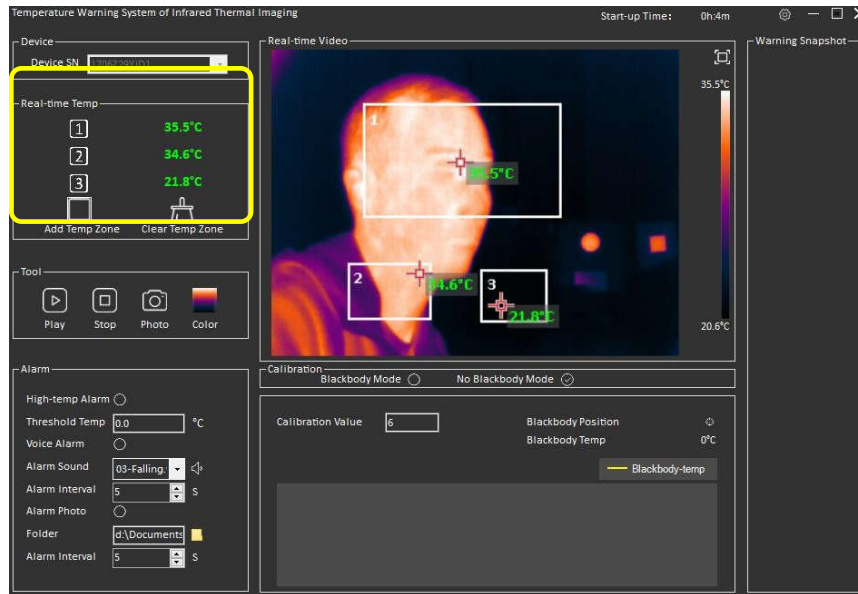 Temperature Warning System of Infrared Thermal Imaging
Start-up Time: 0h:4m
Device
Device SN
Real-time Temp
1 35.5°C
2 34.6°C
3 21.8°C
Add Temp Zone Clear Temp Zone
Tool
Play Stop Photo Color
Alarm
High-temp Alarm
Threshold Temp 0.0 °C
Voice Alarm
Alarm Sound 03-Falling.
Alarm Interval 5 S
Alarm Photo
Folder d:\Documents
Alarm Interval 5 S
Real-time Video
35.5°C
1
35.5°C
2
34.6°C
3
21.8°C
20.6°C
Calibration
Blackbody Mode No Blackbody Mode
Calibration Value 6
Blackbody Position
Blackbody Temp 0°C
Blackbody-temp
Warning Snapshot